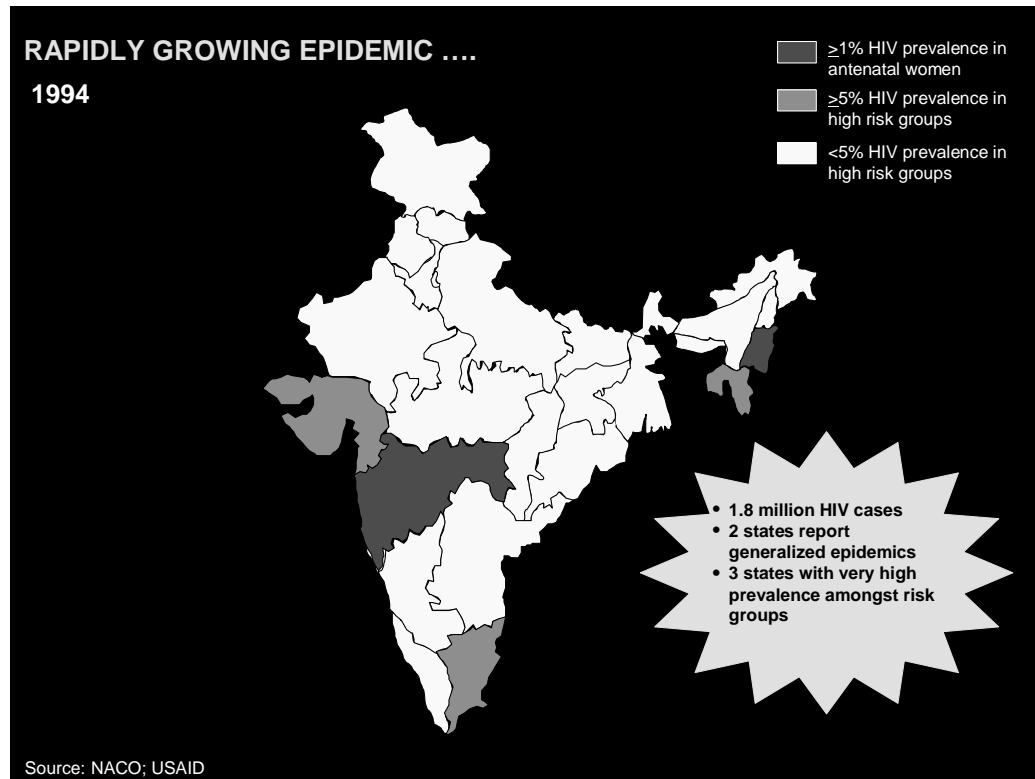 RAPIDLY GROWING EPIDEMIC ....
1994
≥1% HIV prevalence in
antenatal women
≥5% HIV prevalence in
high risk groups
<5% HIV prevalence in
high risk groups
• 1.8 million HIV cases
• 2 states report
generalized epidemics
• 3 states with very high
prevalence amongst risk
groups
Source: NACO; USAID